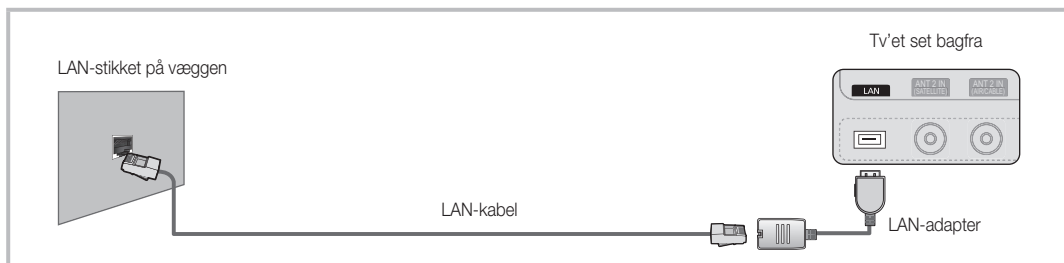 Tv'et set bagfra
LAN-stikket på væggen
LAN
ANT 2 IN
(SATELLITE)
ANT 2 IN
(AIR/CABLE)
LAN-kabel
LAN-adapter